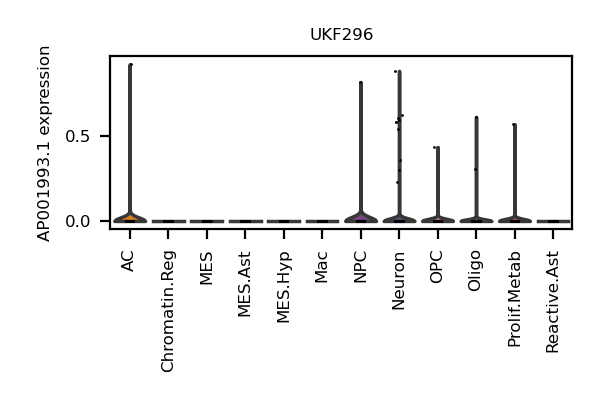 UKF296
AP001993.1 expression
0.5
0.0
AC
Chromatin.Reg
MES
MES.Ast
MES.Hyp
Mac
NPC
Neuron
OPC
Oligo
Prolif.Metab
Reactive.Ast